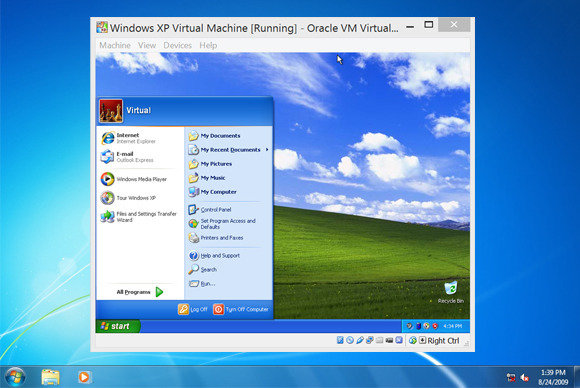 Windows XP Virtual Machine [Running] - Oracle VM Virtual...
Machine View Devices Help
Virtual
Internet
Internet Explorer
E-mail
Outlook Express
Windows Media Player
Tour Windows XP
Files and Settings Transfer
Wizard
All Programs
My Documents
My Recent Documents
My Pictures
My Music
My Computer
Control Panel
Set Program Access and
Defaults
Printers and Faxes
Help and Support
Search
Run...
Log Off
Turn Off Computer
Recycle Bin
start
4:34 PM
Right Ctrl
1:39 PM
8/24/2009